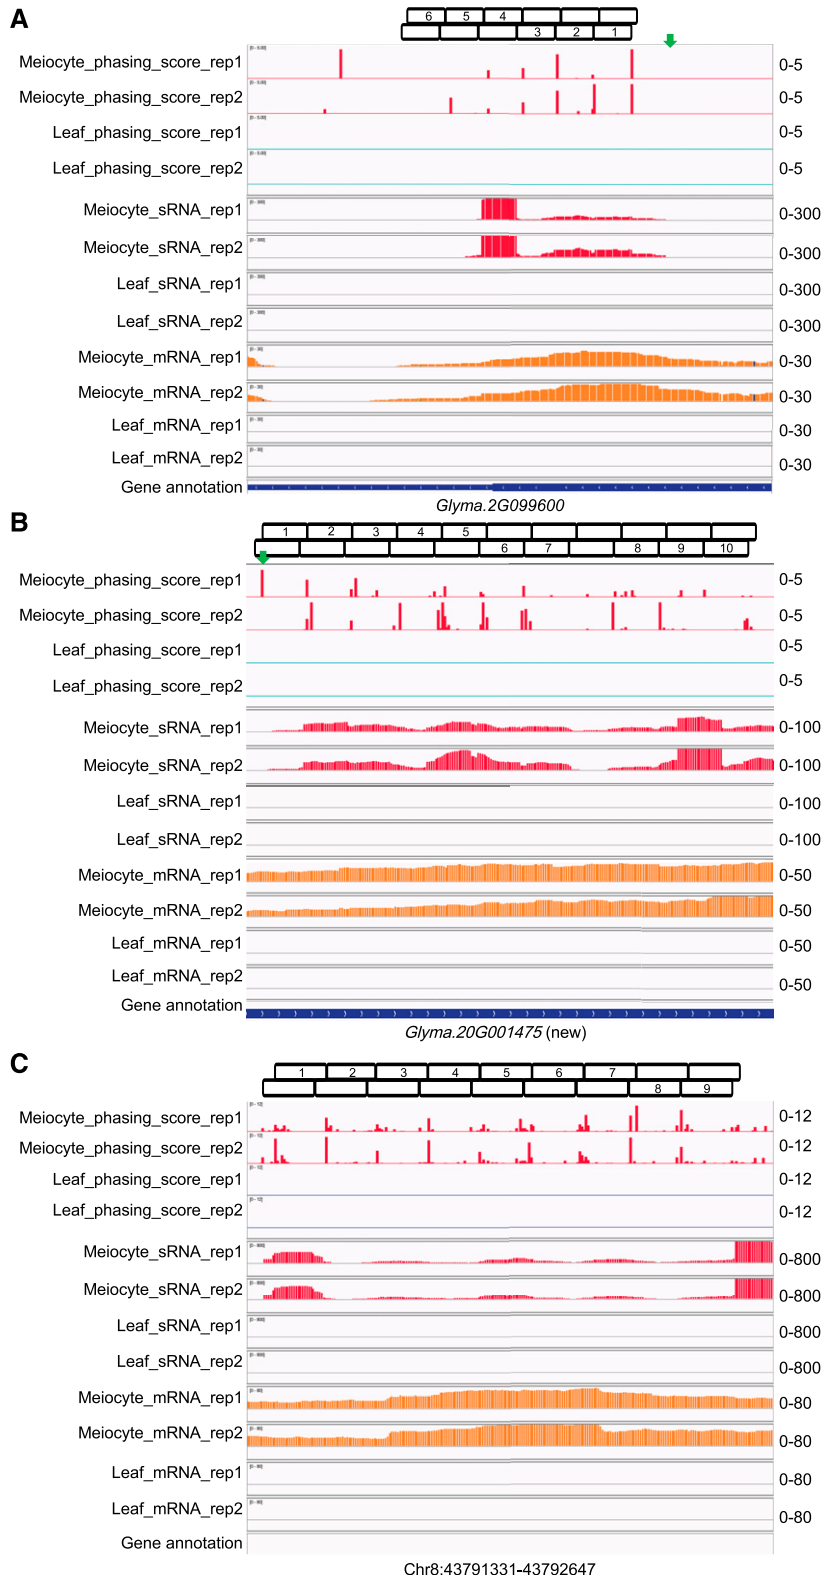 A
6 5 4
3 2 1
Meiocyte_phasing_score_rep1 0-5
Meiocyte_phasing_score_rep2 0-5
Leaf_phasing_score_rep1 0-5
Leaf_phasing_score_rep2 0-5
Meiocyte_sRNA_rep1 0-300
Meiocyte_sRNA_rep2 0-300
Leaf_sRNA_rep1 0-300
Leaf_sRNA_rep2 0-300
Meiocyte_mRNA_rep1 0-30
Meiocyte_mRNA_rep2 0-30
Leaf_mRNA_rep1 0-30
Leaf_mRNA_rep2 0-30
Gene annotation
Glyma.2G099600
B
1 2 3 4 5
6 7 8 9 10
Meiocyte_phasing_score_rep1 0-5
Meiocyte_phasing_score_rep2 0-5
Leaf_phasing_score_rep1 0-5
Leaf_phasing_score_rep2 0-5
Meiocyte_sRNA_rep1 0-100
Meiocyte_sRNA_rep2 0-100
Leaf_sRNA_rep1 0-100
Leaf_sRNA_rep2 0-100
Meiocyte_mRNA_rep1 0-50
Meiocyte_mRNA_rep2 0-50
Leaf_mRNA_rep1 0-50
Leaf_mRNA_rep2 0-50
Gene annotation
Glyma.20G001475 (new)
C
1 2 3 4 5 6 7
8 9
Meiocyte_phasing_score_rep1 0-12
Meiocyte_phasing_score_rep2 0-12
Leaf_phasing_score_rep1 0-12
Leaf_phasing_score_rep2 0-12
Meiocyte_sRNA_rep1 0-800
Meiocyte_sRNA_rep2 0-800
Leaf_sRNA_rep1 0-800
Leaf_sRNA_rep2 0-800
Meiocyte_mRNA_rep1 0-80
Meiocyte_mRNA_rep2 0-80
Leaf_mRNA_rep1 0-80
Leaf_mRNA_rep2 0-80
Gene annotation
Chr8:43791331-43792647